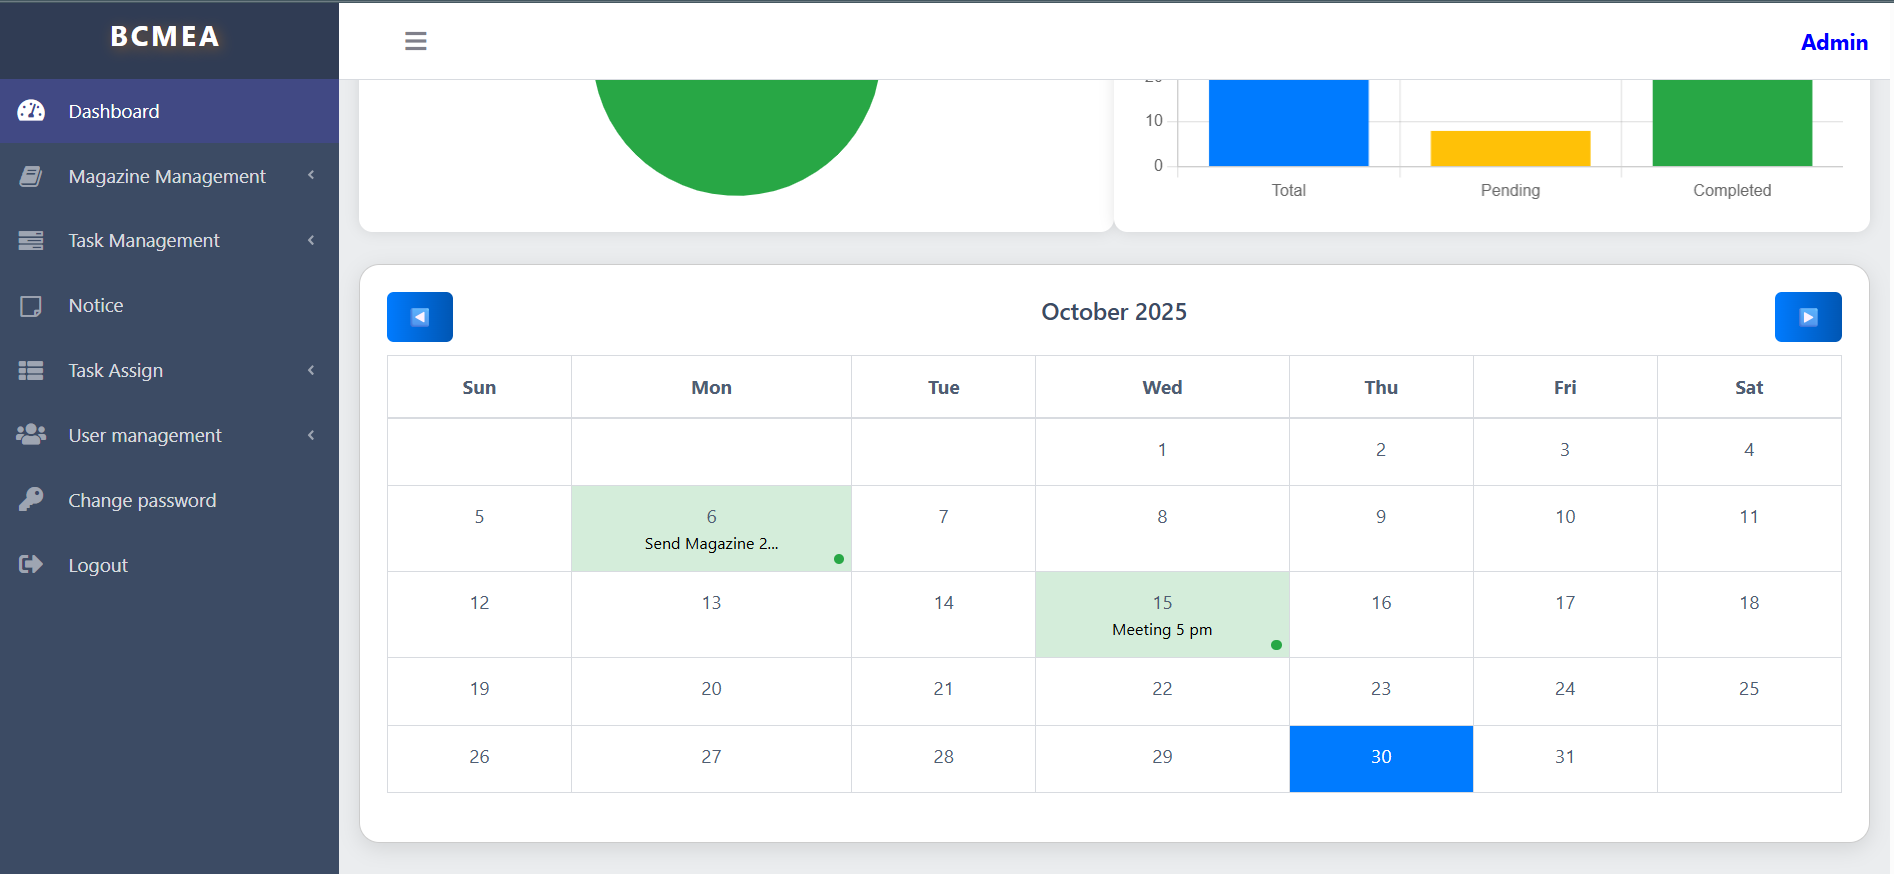 BCMEA
Admin
Dashboard
Magazine Management
Task Management
Notice
Task Assign
User management
Change password
Logout
10
0
Total Pending Completed
October 2025
Sun Mon Tue Wed Thu Fri Sat
1 2 3 4
5 6 7 8 9 10 11
Send Magazine 2...
12 13 14 15 16 17 18
Meeting 5 pm
19 20 21 22 23 24 25
26 27 28 29 30 31